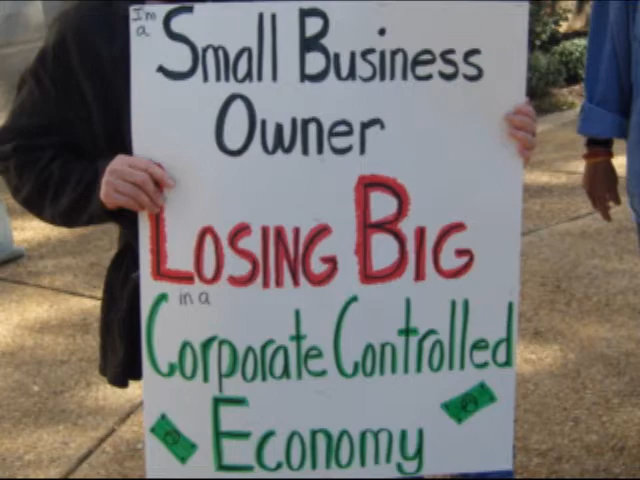 I'm
a
Small Business
Owner
Losing Big
in a
Corporate Controlled
Economy